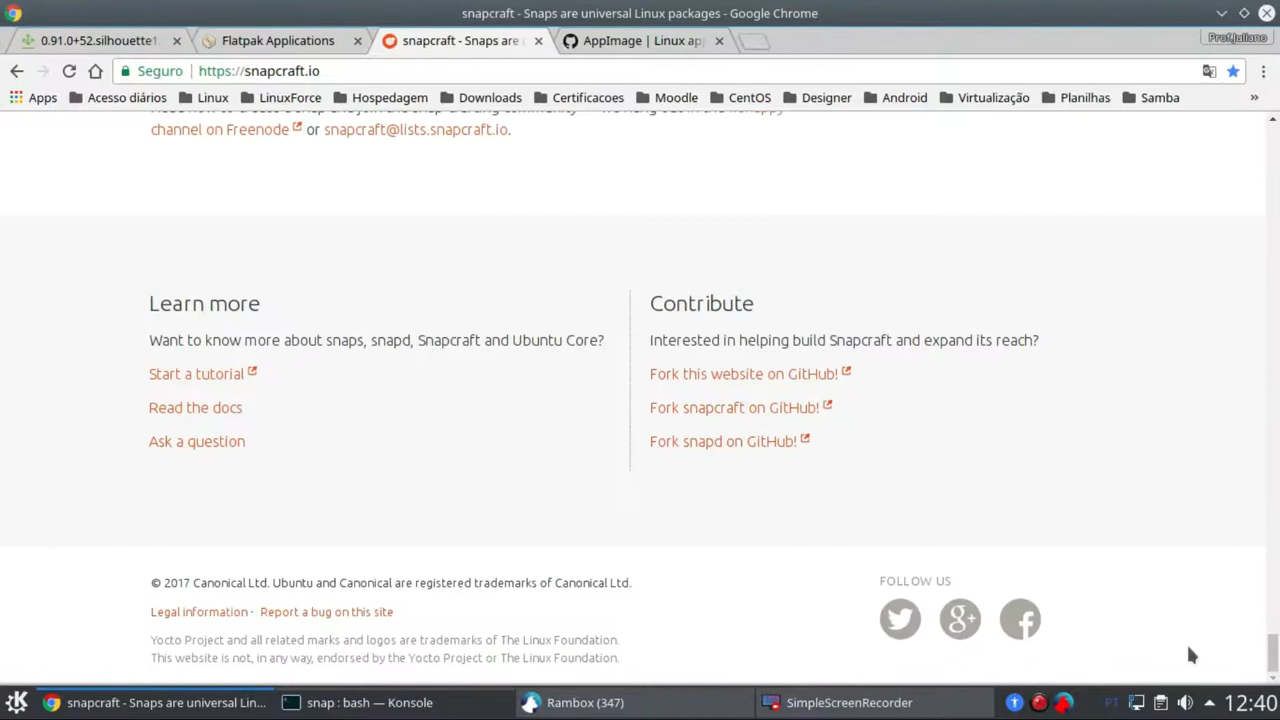 snapcraft - Snaps are universal Linux packages - Google Chrome
0.91.0+52.silhouette1
Flatpak Applications
snapcraft - Snaps are
AppImage | Linux ap
Prof.Juliano
Seguro
https://snapcraft.io
Apps
Acesso diários
Linux
LinuxForce
Hospedagem
Downloads
Certificacoes
Moodle
CentOS
Designer
Android
Virtualização
Planilhas
Samba
»
channel on Freenode or snapcraft@lists.snapcraft.io.
Learn more
Want to know more about snaps, snapd, Snapcraft and Ubuntu Core?
Start a tutorial
Read the docs
Ask a question
Contribute
Interested in helping build Snapcraft and expand its reach?
Fork this website on GitHub!
Fork snapcraft on GitHub!
Fork snapd on GitHub!
© 2017 Canonical Ltd. Ubuntu and Canonical are registered trademarks of Canonical Ltd.
Legal information · Report a bug on this site
Yocto Project and all related marks and logos are trademarks of The Linux Foundation.
This website is not, in any way, endorsed by the Yocto Project or The Linux Foundation.
FOLLOW US
g+
snapcraft - Snaps are universal Lin...
snap : bash — Konsole
Rambox (347)
SimpleScreenRecorder
PT
12:40